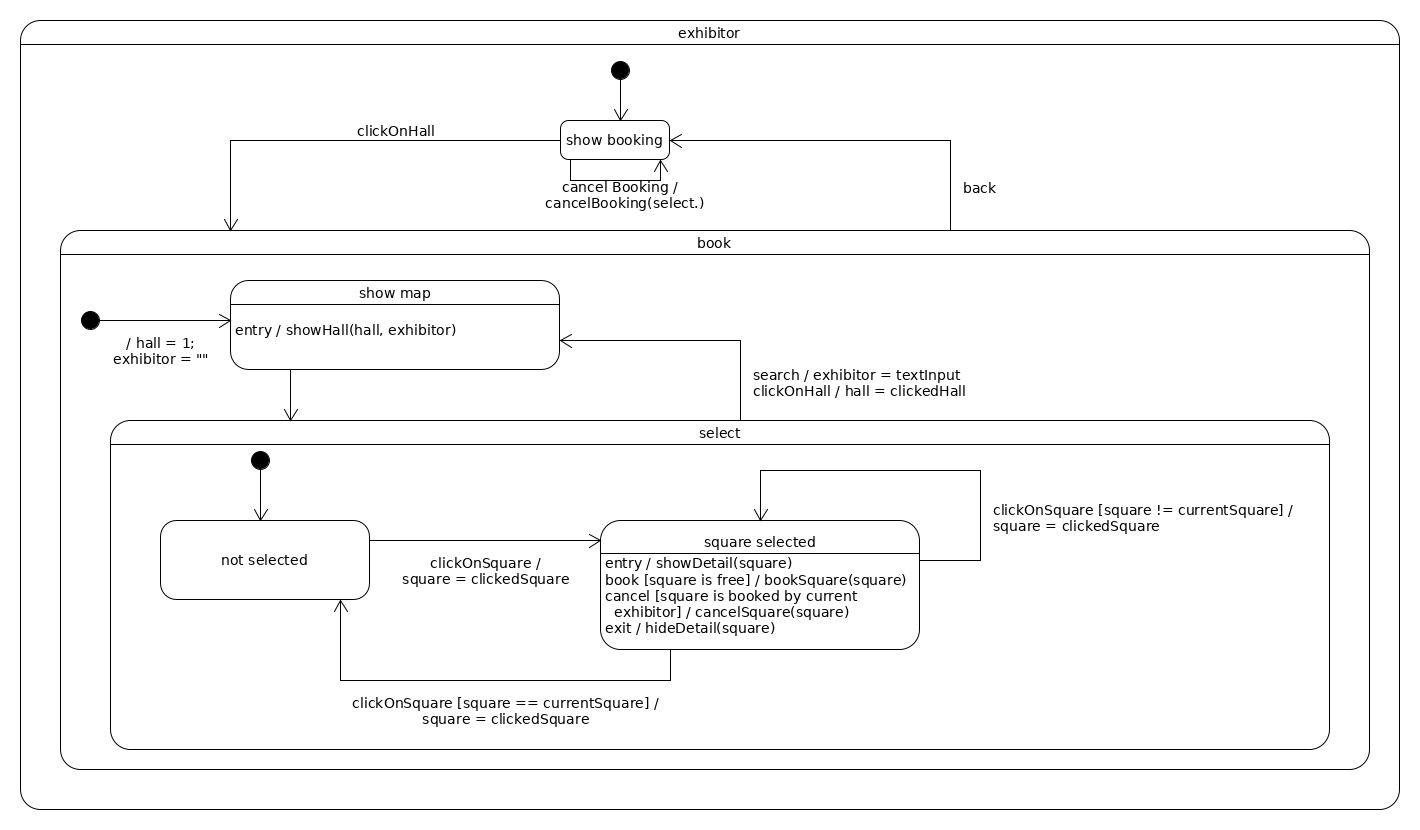 exhibitor
clickOnHall
show booking
cancel Booking /
cancelBooking(select.)
back
book
show map
entry / showHall(hall, exhibitor)
/ hall = 1;
exhibitor = ""
search / exhibitor = textInput
clickOnHall / hall = clickedHall
select
not selected
clickOnSquare /
square = clickedSquare
square selected
entry / showDetail(square)
book [square is free] / bookSquare(square)
cancel [square is booked by current
exhibitor] / cancelSquare(square)
exit / hideDetail(square)
clickOnSquare [square != currentSquare] /
square = clickedSquare
clickOnSquare [square == currentSquare] /
square = clickedSquare